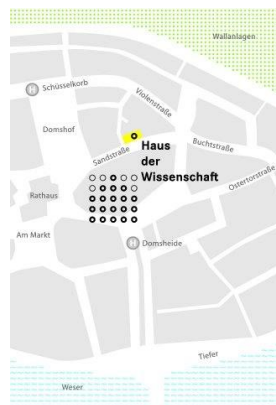 Wallanlagen
H Schüsselkorb
Violenstraße
Domshof
Sandstraße
Buchtstraße
Haus
der
Wissenschaft
Ostertorstraße
Rathaus
Am Markt
H Domsheide
Tiefer
Weser